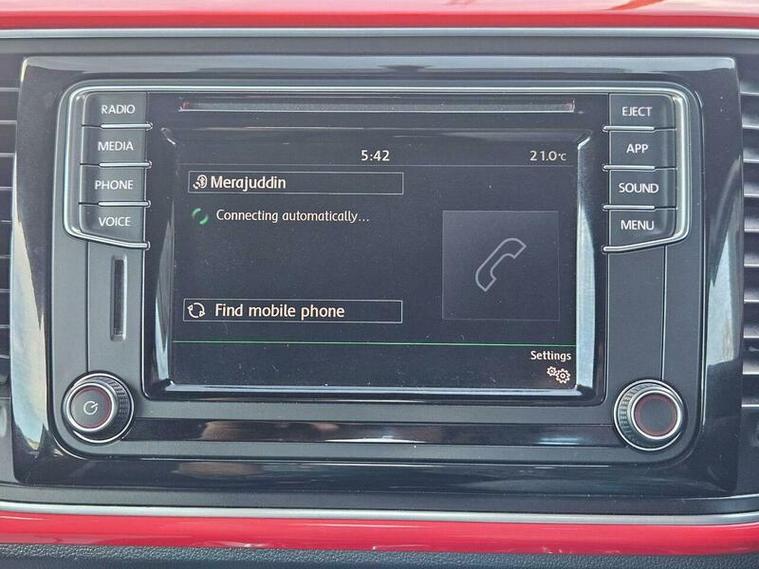 RADIO
MEDIA
PHONE
VOICE
EJECT
APP
SOUND
MENU
5:42
21.0°C
Merajuddin
Connecting automatically...
Find mobile phone
Settings